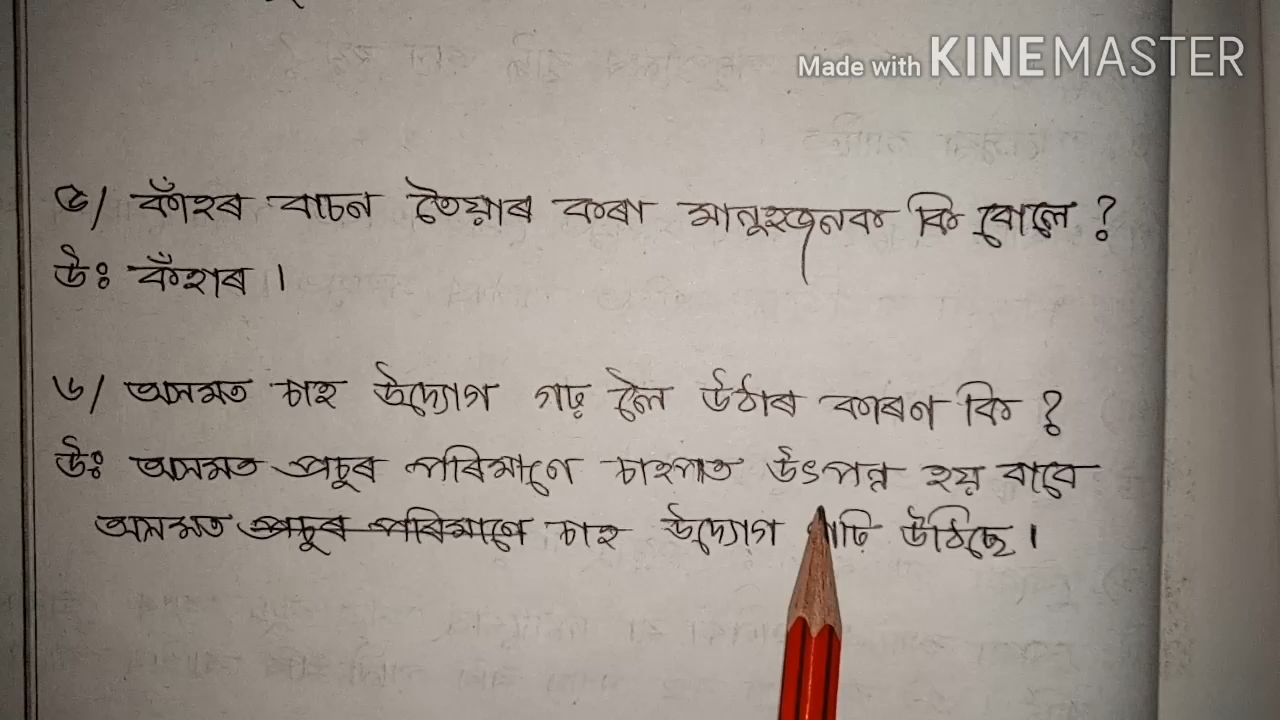 Made with KINEMASTER
৫/ কাঁহৰ বাচন তৈয়াৰ কৰা মানুহজনক কি বোলে ?
উঃ কঁহাৰ ।
৬/ অসমত চাহ উদ্যোগ গঢ় লৈ উঠাৰ কাৰণ কি ?
উঃ অসমত প্ৰচুৰ পৰিমাণে চাহপাত উৎপন্ন হয় বাবে
অসমত প্ৰচুৰ পৰিমাণে চাহ উদ্যোগ উঠিছে ।